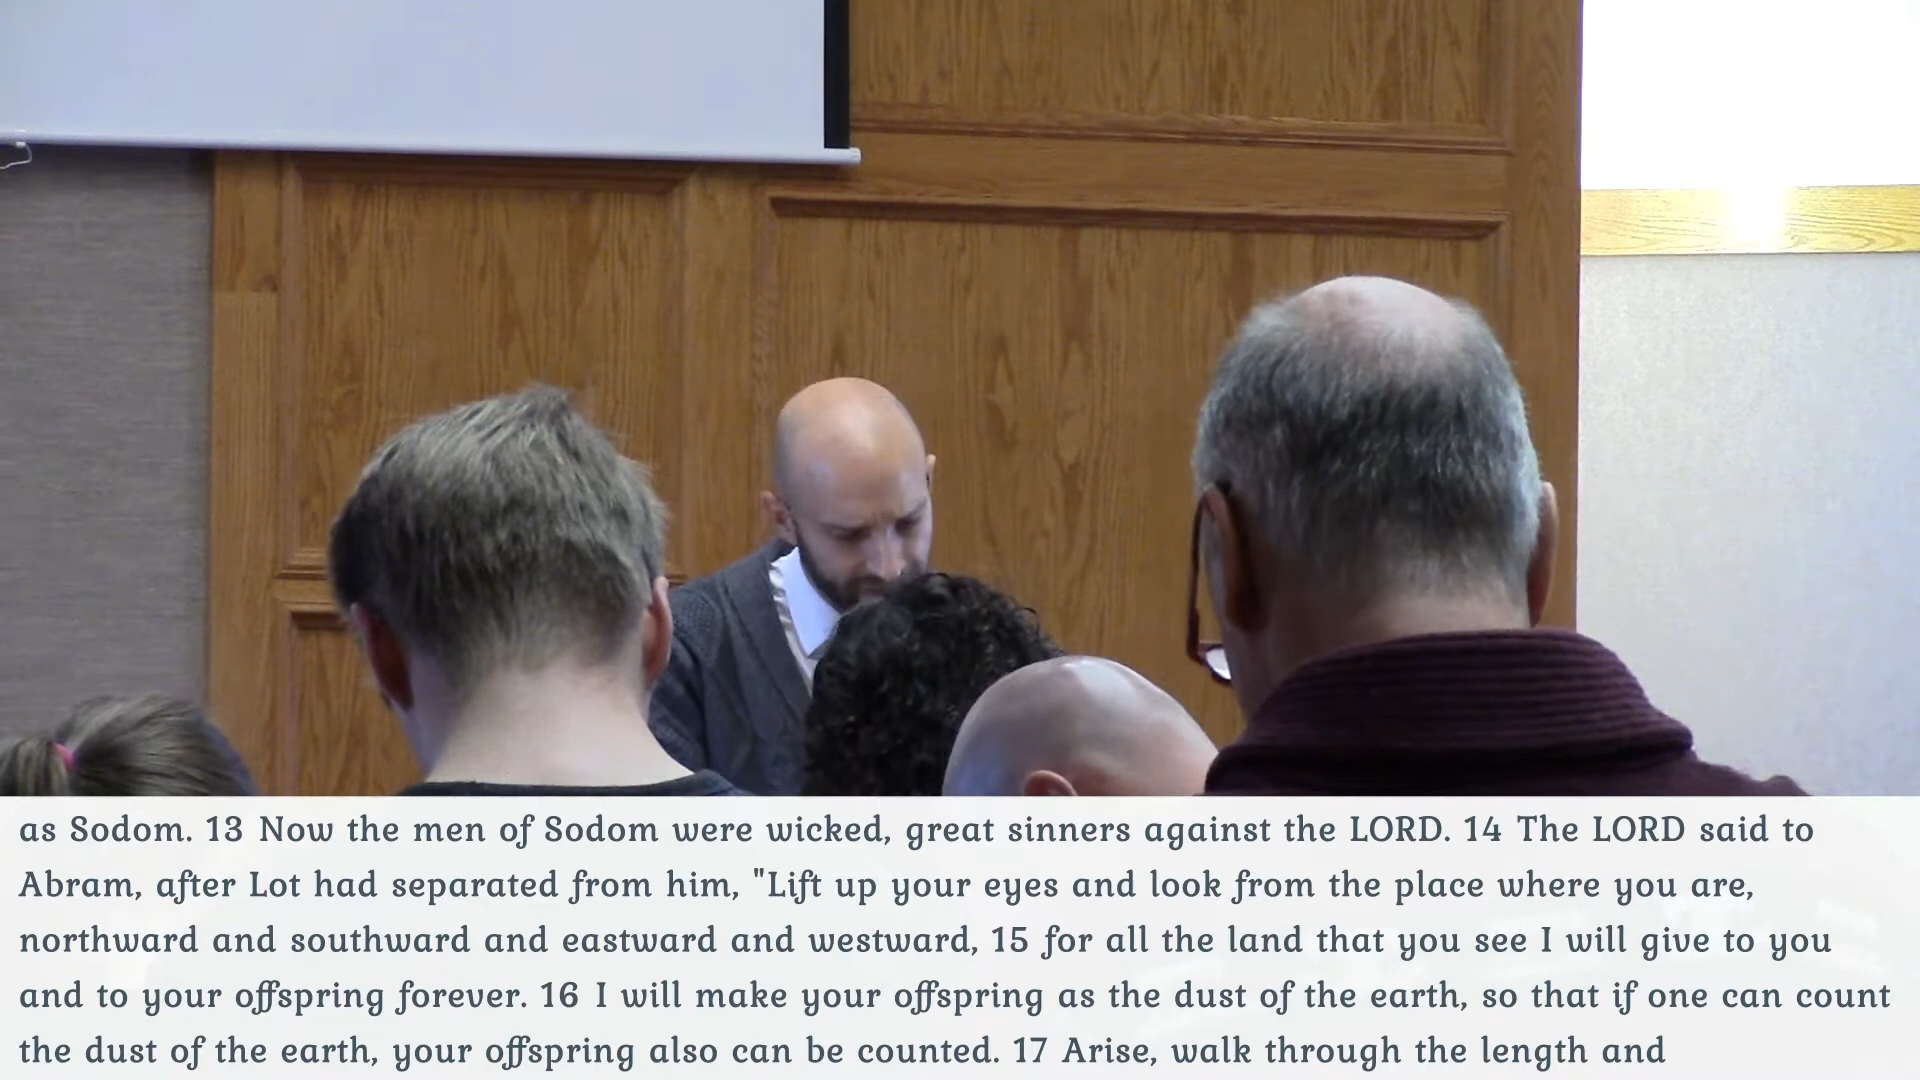 as Sodom. 13 Now the men of Sodom were wicked, great sinners against the LORD. 14 The LORD said to
Abram, after Lot had separated from him, "Lift up your eyes and look from the place where you are,
northward and southward and eastward and westward, 15 for all the land that you see I will give to you
and to your offspring forever. 16 I will make your offspring as the dust of the earth, so that if one can count
the dust of the earth, your offspring also can be counted. 17 Arise, walk through the length and